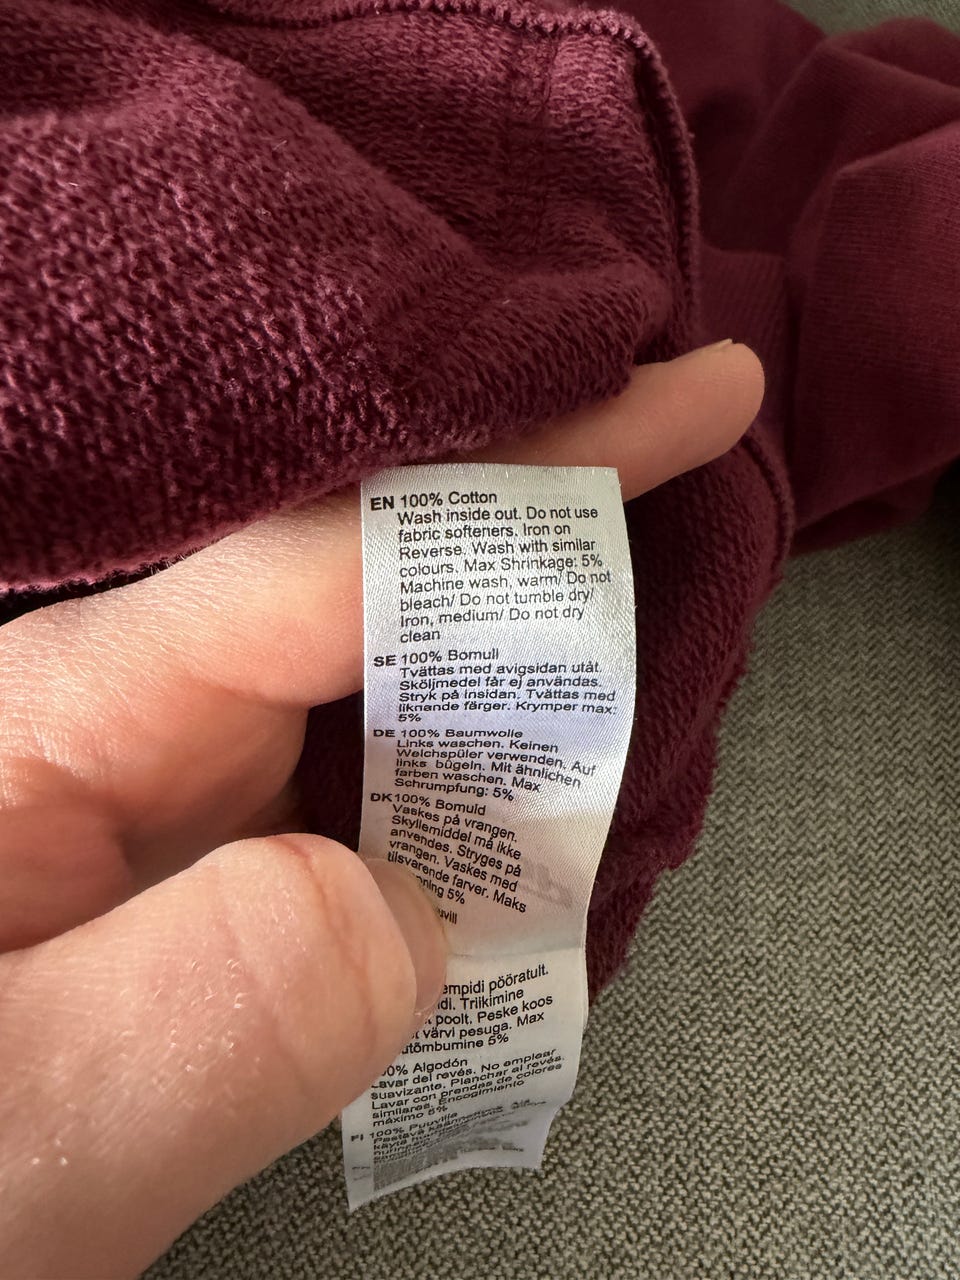 EN 100% Cotton
Wash inside out. Do not use
fabric softeners. Iron on
Reverse. Wash with similar
colours. Max Shrinkage: 5%
Machine wash, warm/ Do not
bleach/ Do not tumble dry/
Iron, medium/ Do not dry
clean
SE 100% Bomull
Tvättas med avigsidan utåt.
Sköljmedel får ej användas.
Stryk på insidan. Tvättas med
liknande färger. Krymper max:
5%
DE 100% Baumwolle
Links waschen. Keinen
Weichspüler verwenden. Auf
links bügeln. Mit ähnlichen
farben waschen. Max
Schrumpfung: 5%
DK 100% Bomuld
Vaskes på vrangen.
Skyllemiddel må ikke
anvendes. Stryges på
vrangen. Vaskes med
tilsvarende farver. Maks
5%
pööratult.
Triikimine
poolt. Peske koos
värvi pesuga. Max
5%
Algodón
Lavar del revés. No emplear
suavizante. Planchar al revés.
Lavar con prendas de colores
similares. Encogimiento
máximo 5%
FI 100% Puuvilla